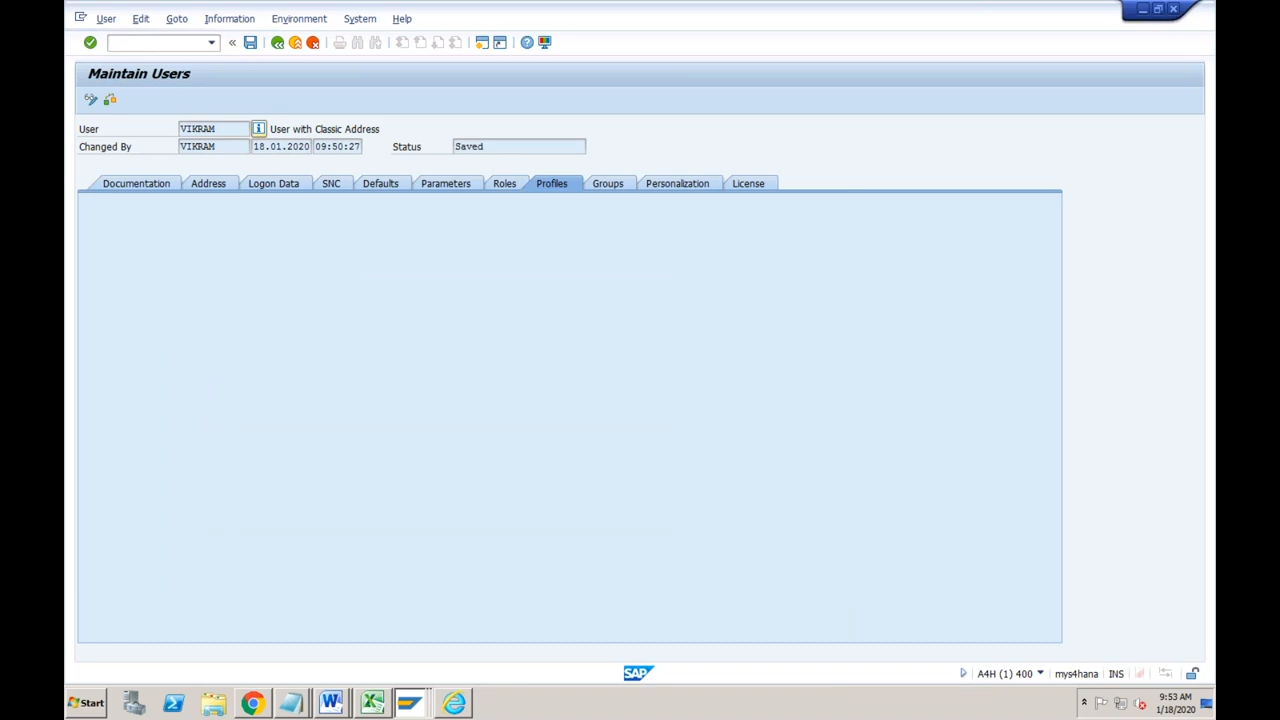 User Edit Goto Information Environment System Help
Maintain Users
User VIKRAM User with Classic Address
Changed By VIKRAM 18.01.2020 09:50:27 Status Saved
Documentation Address Logon Data SNC Defaults Parameters Roles Profiles Groups Personalization License
SAP A4H (1) 400 mys4hana INS
Start 9:53 AM
1/18/2020